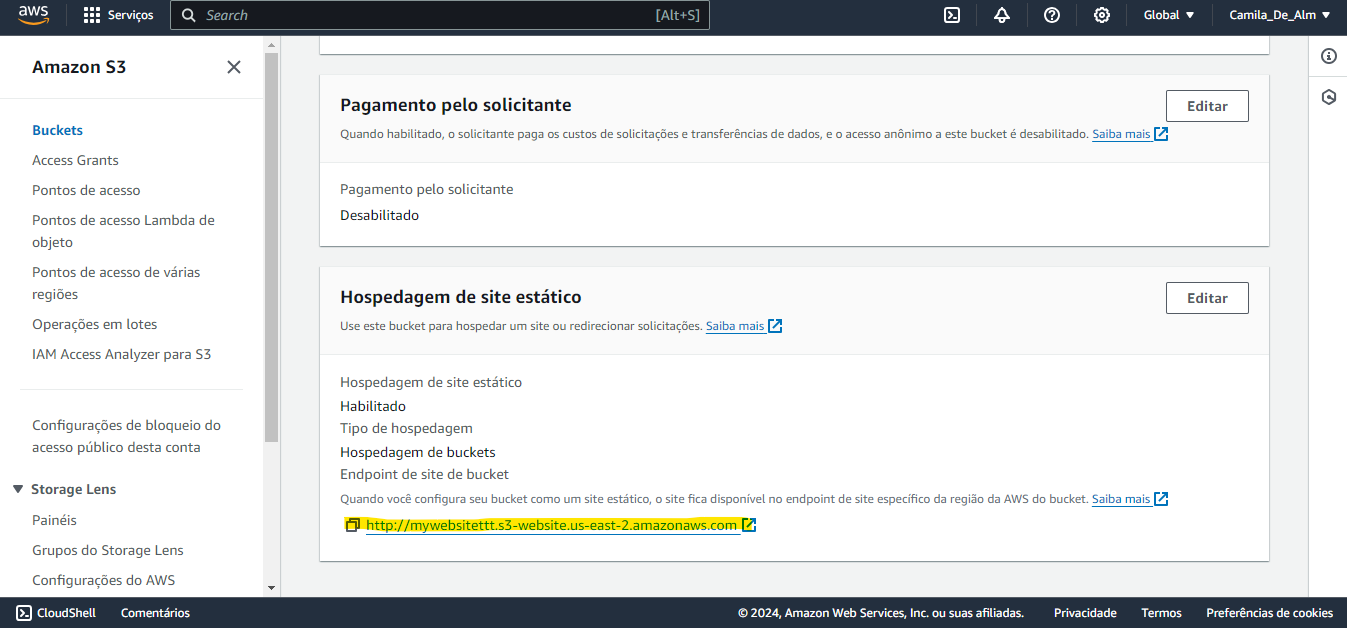 aws
Serviços
Search
[Alt+S]
Global
Camila_De_Alm
Amazon S3
Buckets
Access Grants
Pontos de acesso
Pontos de acesso Lambda de
objeto
Pontos de acesso de várias
regiões
Operações em lotes
IAM Access Analyzer para S3
Configurações de bloqueio do
acesso público desta conta
Storage Lens
Painéis
Grupos do Storage Lens
Configurações do AWS
Pagamento pelo solicitante
Editar
Quando habilitado, o solicitante paga os custos de solicitações e transferências de dados, e o acesso anônimo a este bucket é desabilitado. Saiba mais
Pagamento pelo solicitante
Desabilitado
Hospedagem de site estático
Editar
Use este bucket para hospedar um site ou redirecionar solicitações. Saiba mais
Hospedagem de site estático
Habilitado
Tipo de hospedagem
Hospedagem de buckets
Endpoint de site de bucket
Quando você configura seu bucket como um site estático, o site fica disponível no endpoint de site específico da região da AWS do bucket. Saiba mais
http://mywebsitettt.s3-website.us-east-2.amazonaws.com
CloudShell
Comentários
© 2024, Amazon Web Services, Inc. ou suas afiliadas.
Privacidade
Termos
Preferências de cookies